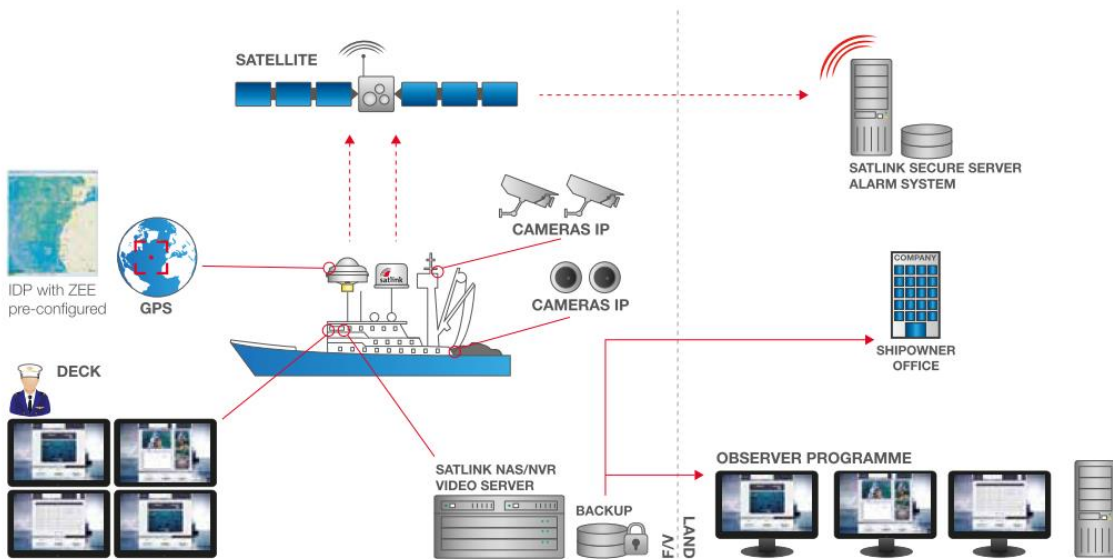 SATELLITE
SATLINK SECURE SERVER
ALARM SYSTEM
CAMERAS IP
satlink
IDP with ZEE
pre-configured
GPS
CAMERAS IP
COMPANY
SHIPOWNER
OFFICE
DECK
SATLINK NAS/NVR
VIDEO SERVER
BACKUP
LAND
F/V
OBSERVER PROGRAMME